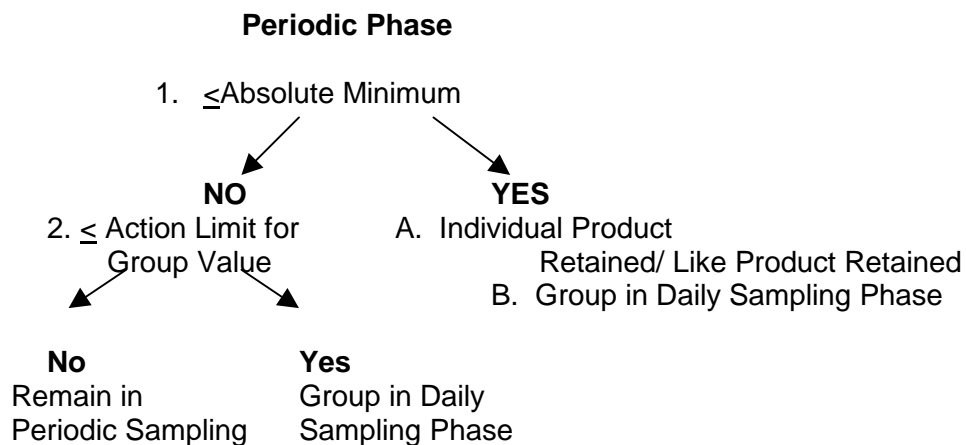 Periodic Phase
1. ≤Absolute Minimum
NO
2. ≤ Action Limit for
Group Value
YES
A. Individual Product
Retained/ Like Product Retained
B. Group in Daily Sampling Phase
No
Remain in
Periodic Sampling
Yes
Group in Daily
Sampling Phase